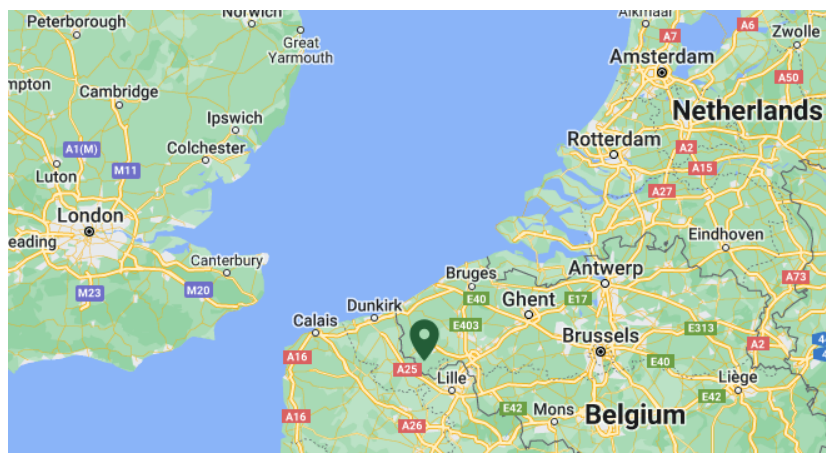 Peterborough
Norwich
Great
Yarmouth
Cambridge
Ipswich
Colchester
A1(M)
M11
Luton
London
Canterbury
M23
M20
Alkmaar
A7
A6
Zwolle
Amsterdam
A50
Netherlands
Rotterdam
A2
A15
A27
Eindhoven
A73
Bruges
Antwerp
Dunkirk
E40
Ghent
E17
Calais
E403
Brussels
E313
A2
A16
A25
Lille
E40
Liège
E42
E42
Mons
Belgium
A16
A26